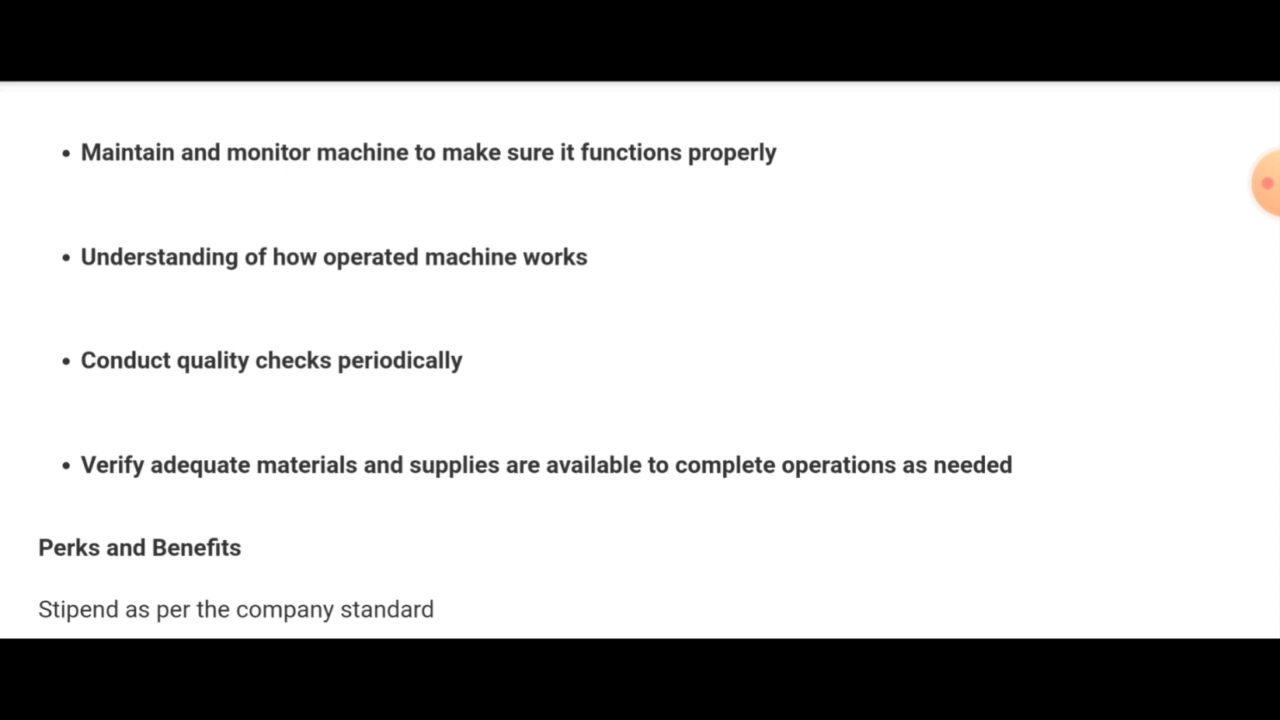 • Maintain and monitor machine to make sure it functions properly
• Understanding of how operated machine works
• Conduct quality checks periodically
• Verify adequate materials and supplies are available to complete operations as needed
Perks and Benefits
Stipend as per the company standard